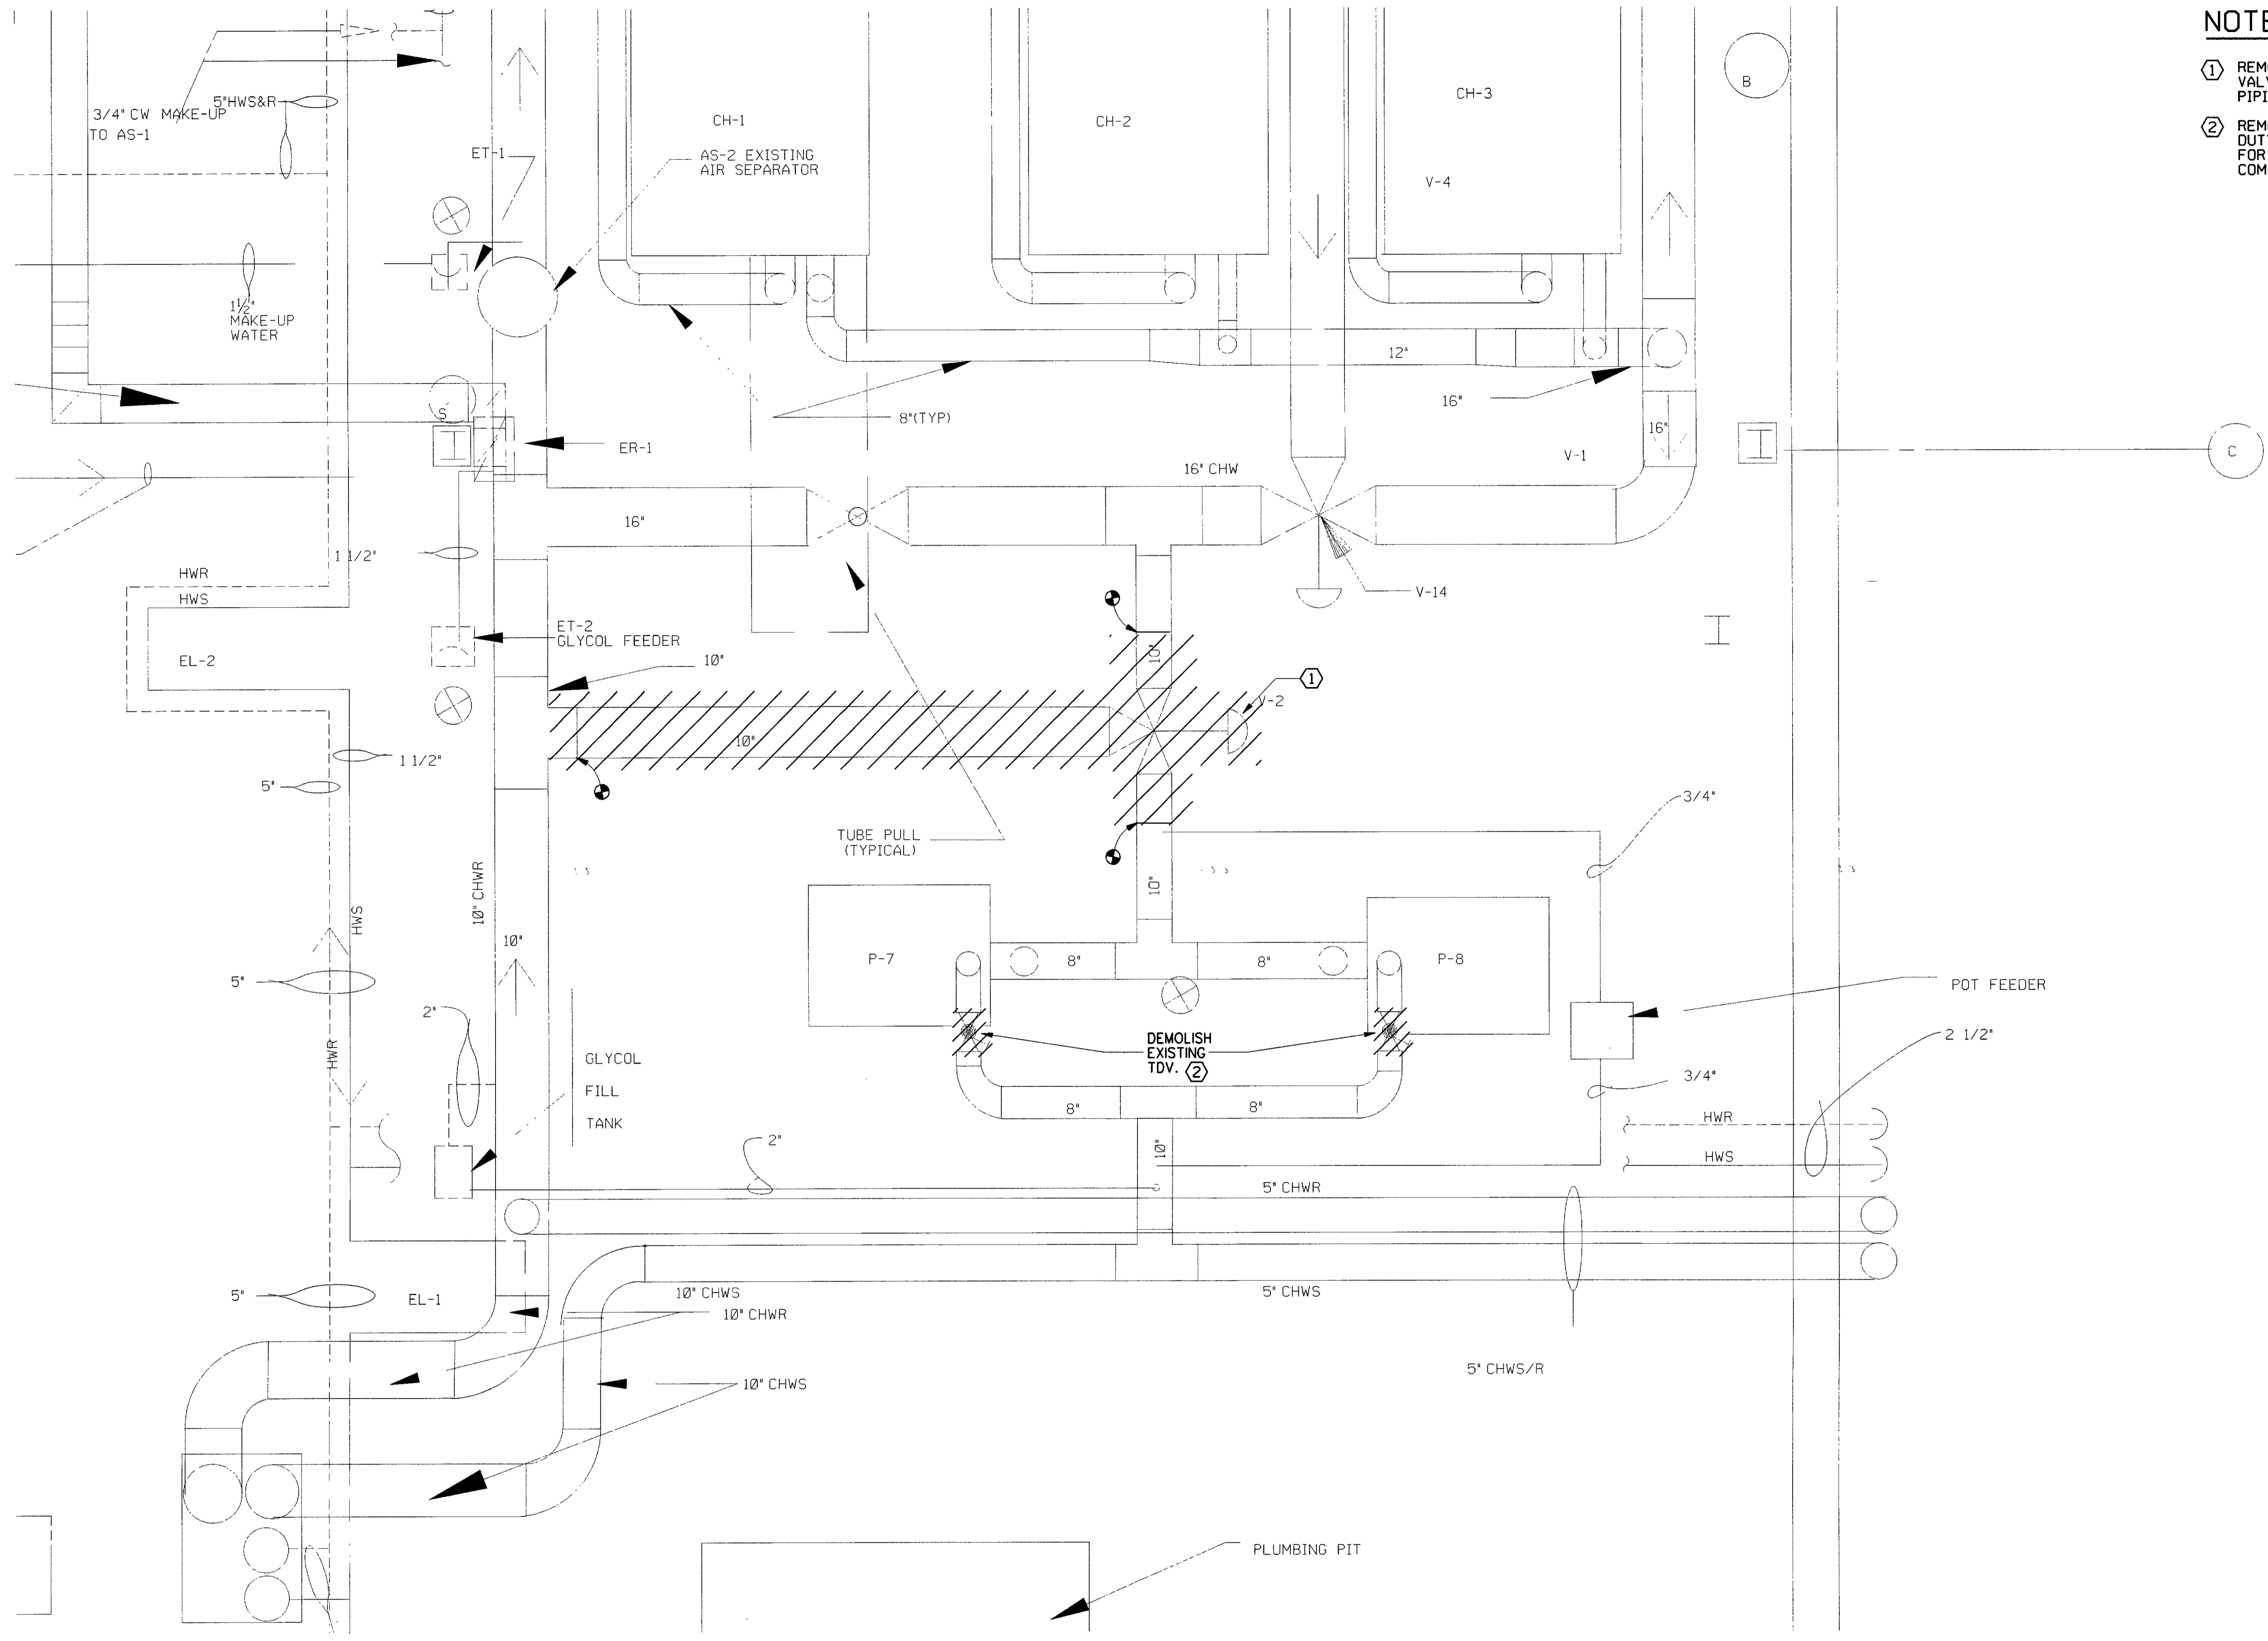 NOTE
1 REM
VALV
PIPI
2 REM
DUT
FOR
COM
3/4" CW MAKE-UP
TO AS-1
5"HWS&R
ET-1
AS-2 EXISTING
AIR SEPARATOR
CH-1
CH-2
CH-3
V-4
B
1 1/2"
MAKE-UP
WATER
S
ER-1
8"(TYP)
12"
16"
16"
16" CHW
V-1
C
16"
1 1/2"
HWR
HWS
EL-2
ET-2
GLYCOL FEEDER
10"
V-14
10"
1
V-2
10"
1 1/2"
5"
TUBE PULL
(TYPICAL)
3/4"
10" CHWR
HWS
10"
10"
P-7
8"
8"
P-8
5"
2"
POT FEEDER
HWR
GLYCOL
FILL
TANK
DEMOLISH
EXISTING
TDV. 2
2 1/2"
3/4"
8"
8"
HWR
2"
10"
HWS
5" CHWR
5"
EL-1
10" CHWS
5" CHWS
10" CHWR
5" CHWS/R
10" CHWS
PLUMBING PIT